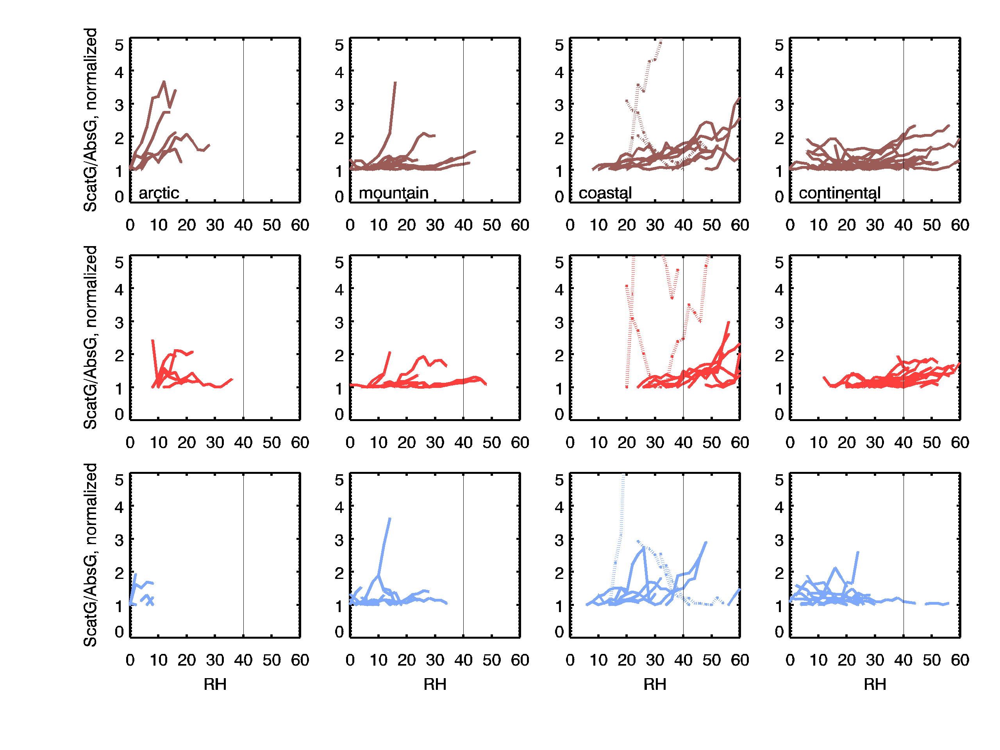 ScatG/AbsG, normalized
5 5 5 5
4 4 4 4
3 3 3 3
2 2 2 2
1 1 1 1
0 arctic 0 mountain 0 coastal 0 continental
0 10 20 30 40 50 60 0 10 20 30 40 50 60 0 10 20 30 40 50 60 0 10 20 30 40 50 60
ScatG/AbsG, normalized
5 5 5 5
4 4 4 4
3 3 3 3
2 2 2 2
1 1 1 1
0 0 0 0
0 10 20 30 40 50 60 0 10 20 30 40 50 60 0 10 20 30 40 50 60 0 10 20 30 40 50 60
ScatG/AbsG, normalized
5 5 5 5
4 4 4 4
3 3 3 3
2 2 2 2
1 1 1 1
0 0 0 0
0 10 20 30 40 50 60 0 10 20 30 40 50 60 0 10 20 30 40 50 60 0 10 20 30 40 50 60
RH RH RH RH